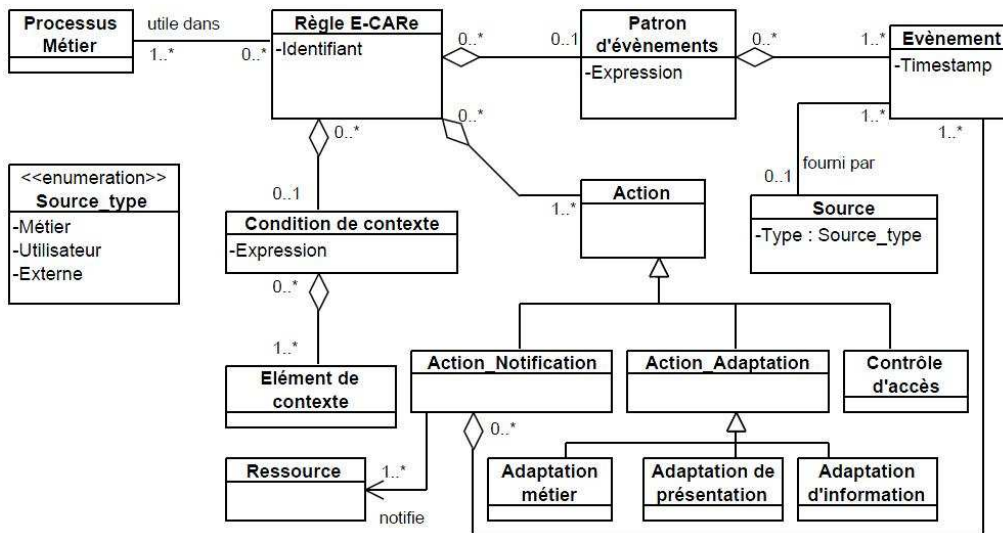 Processus
Métier
utile dans
1..*
0..*
Règle E-CARe
-Identifiant
0..*
0..1
Patron
d'évènements
-Expression
0..*
1..*
Evènement
-Timestamp
0..*
0..*
1..*
1..*
fourni par
0..1
<<enumeration>>
Source_type
-Métier
-Utilisateur
-Externe
0..1
Condition de contexte
-Expression
Action
1..*
Source
-Type : Source_type
0..*
1..*
Elément de
contexte
Action_Notification
Action_Adaptation
Contrôle
d'accès
0..*
Ressource
1..*
notifie
Adaptation
métier
Adaptation de
présentation
Adaptation
d'information